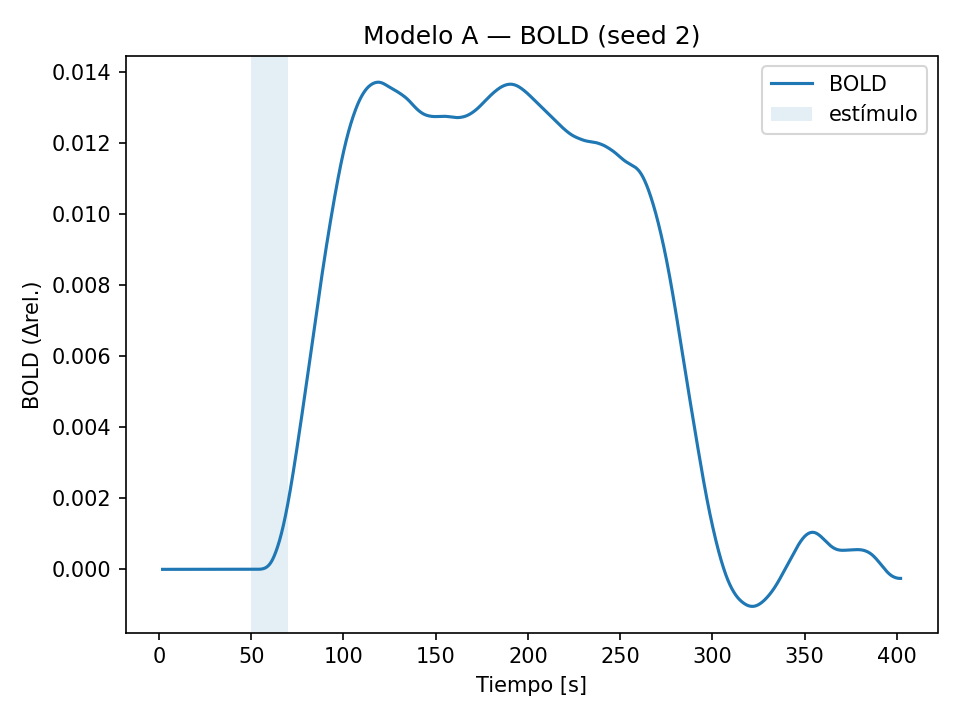 Modelo A — BOLD (seed 2)
BOLD
estímulo
BOLD (Δrel.)
0.014
0.012
0.010
0.008
0.006
0.004
0.002
0.000
0 50 100 150 200 250 300 350 400
Tiempo [s]